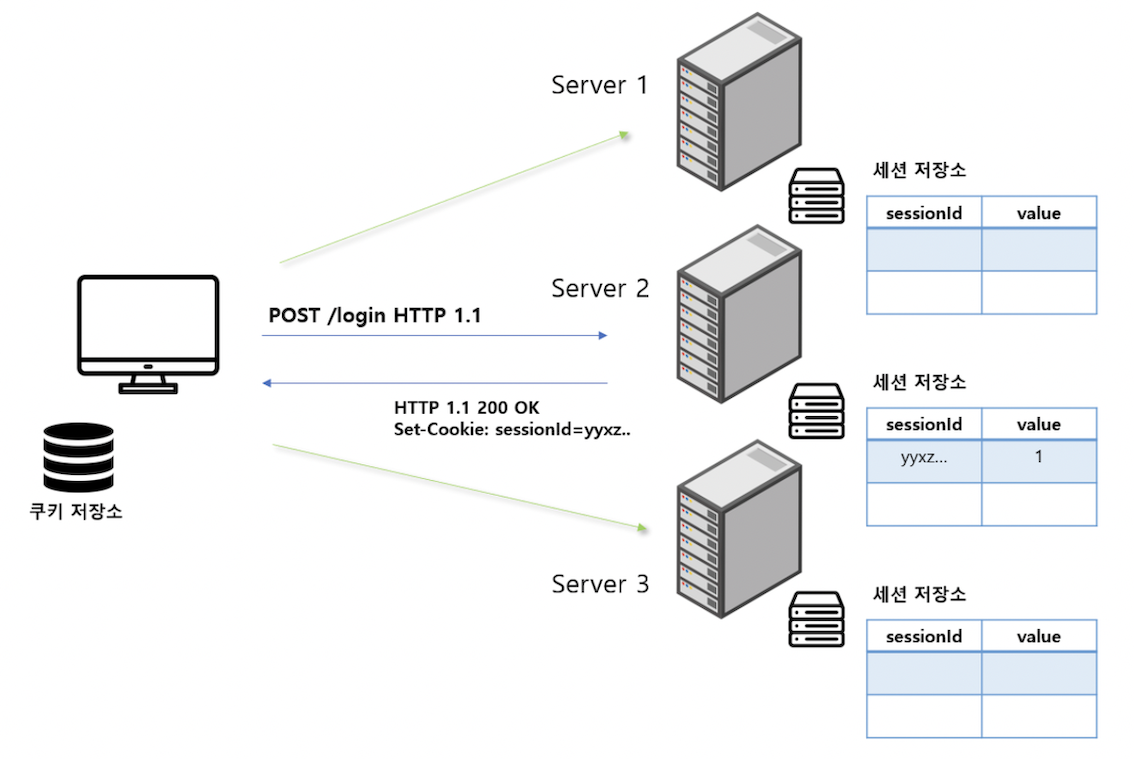 Server 1
세션 저장소
sessionId value
Server 2
POST /login HTTP 1.1
세션 저장소
HTTP 1.1 200 OK
Set-Cookie: sessionId=yyxz..
sessionId value
yyxz... 1
쿠키 저장소
Server 3
세션 저장소
sessionId value